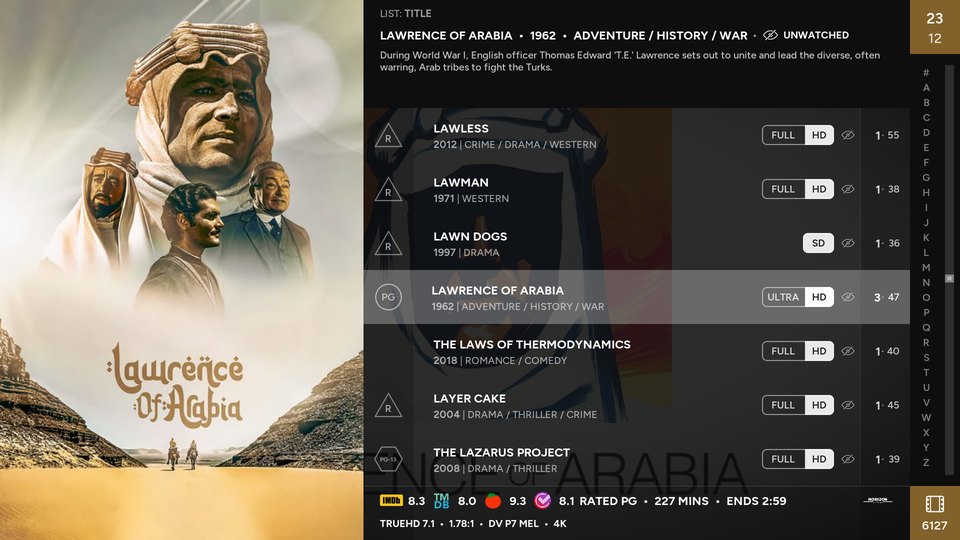 LIST: TITLE
LAWRENCE OF ARABIA • 1962 • ADVENTURE / HISTORY / WAR • UNWATCHED
During World War I, English officer Thomas Edward 'T.E.' Lawrence sets out to unite and lead the diverse, often
warring, Arab tribes to fight the Turks.
23
12
Lawrence
Of Arabia
R
LAWLESS
2012 | CRIME / DRAMA / WESTERN
FULL HD
1· 55
R
LAWMAN
1971 | WESTERN
FULL HD
1· 38
R
LAWN DOGS
1997 | DRAMA
SD
1· 36
PG
LAWRENCE OF ARABIA
1962 | ADVENTURE / HISTORY / WAR
ULTRA HD
3· 47
THE LAWS OF THERMODYNAMICS
2018 | ROMANCE / COMEDY
FULL HD
1· 40
R
LAYER CAKE
2004 | DRAMA / THRILLER / CRIME
FULL HD
1· 45
PG-13
THE LAZARUS PROJECT
2008 | DRAMA / THRILLER
FULL HD
1· 39
ENCE OF ARABIA
IMDb 8.3 TMDB 8.0 9.3 8.1 RATED PG • 227 MINS • ENDS 2:59
HORIZON
TRUEHD 7.1 • 1.78:1 • DV P7 MEL • 4K
#
A
B
C
D
E
F
G
H
I
J
K
L
M
N
O
P
Q
R
S
T
U
V
W
X
Y
Z
6127